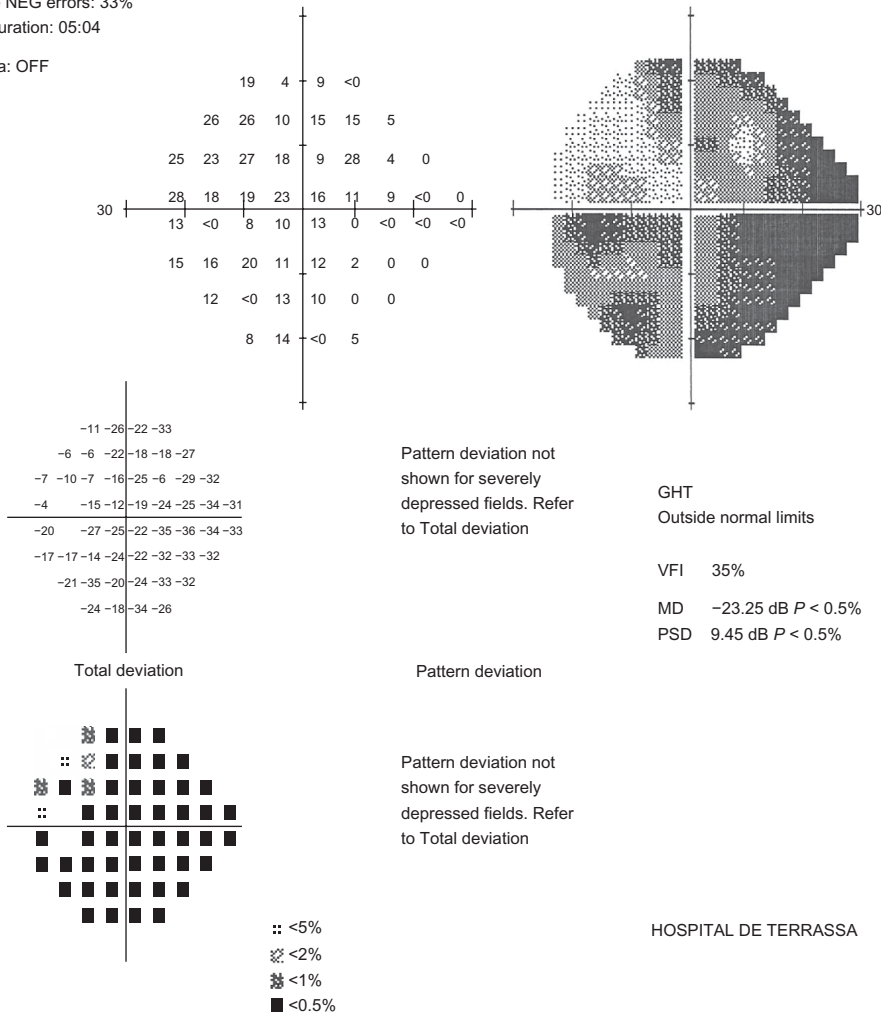 NEG errors: 33%
05:04
OFF
19 4 9 <0
26 26 10 15 15 5
25 23 27 18 9 28 4 0
28 18 19 23 16 11 9 <0 0
30
30
13 <0 8 10 13 0 <0 <0 <0
15 16 20 11 12 2 0 0
12 <0 13 10 0 0
8 14 <0 5
−11 −26 −22 −33
−6 −6 −22 −18 −18 −27
−7 −10 −7 −16 −25 −6 −29 −32
−4 −15 −12 −19 −24 −25 −34 −31
−20 −27 −25 −22 −35 −36 −34 −33
−17 −17 −14 −24 −22 −32 −33 −32
−21 −35 −20 −24 −33 −32
−24 −18 −34 −26
Total deviation
Pattern deviation not
shown for severely
depressed fields. Refer
to Total deviation
Pattern deviation
GHT
Outside normal limits
VFI 35%
MD −23.25 dB P < 0.5%
PSD 9.45 dB P < 0.5%
Pattern deviation not
shown for severely
depressed fields. Refer
to Total deviation
<5%
<2%
<1%
<0.5%
HOSPITAL DE TERRASSA